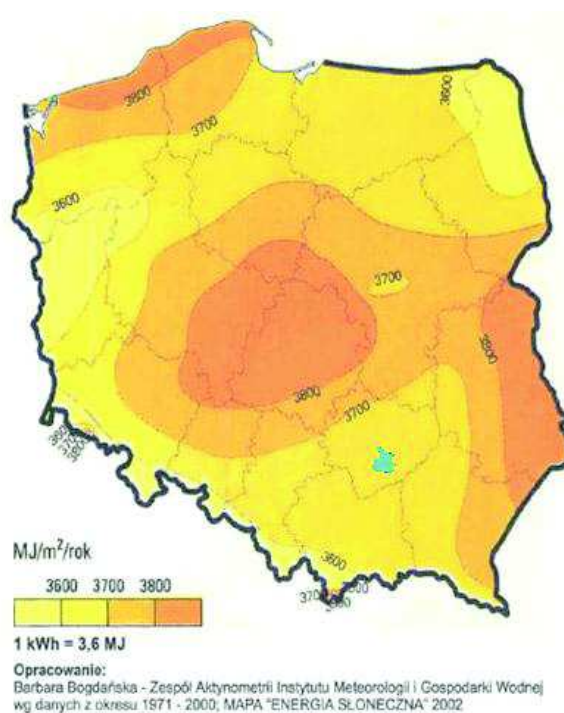 3800
3700
3600
3600
3700
3800
3800
3700
3600
MJ/m²/rok
3600 3700 3800
1 kWh = 3,6 MJ
Opracowanie:
Barbara Bogdańska - Zespół Aktynometrii Instytutu Meteorologii i Gospodarki Wodnej
wg danych z okresu 1971 - 2000; MAPA "ENERGIA SŁONECZNA" 2002